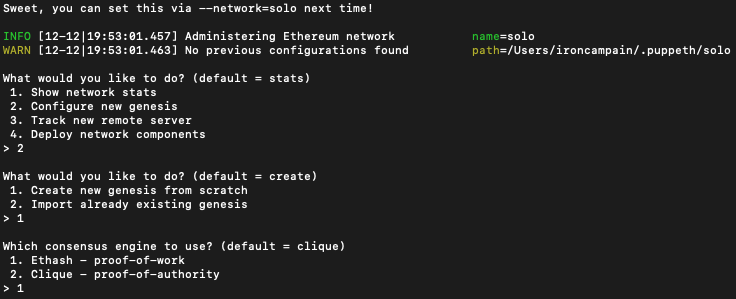 Sweet, you can set this via --network=solo next time!
INFO [12-12|19:53:01.457] Administering Ethereum network name=solo
WARN [12-12|19:53:01.463] No previous configurations found path=/Users/ironcampain/.puppeth/solo
What would you like to do? (default = stats)
1. Show network stats
2. Configure new genesis
3. Track new remote server
4. Deploy network components
> 2
What would you like to do? (default = create)
1. Create new genesis from scratch
2. Import already existing genesis
> 1
Which consensus engine to use? (default = clique)
1. Ethash - proof-of-work
2. Clique - proof-of-authority
> 1